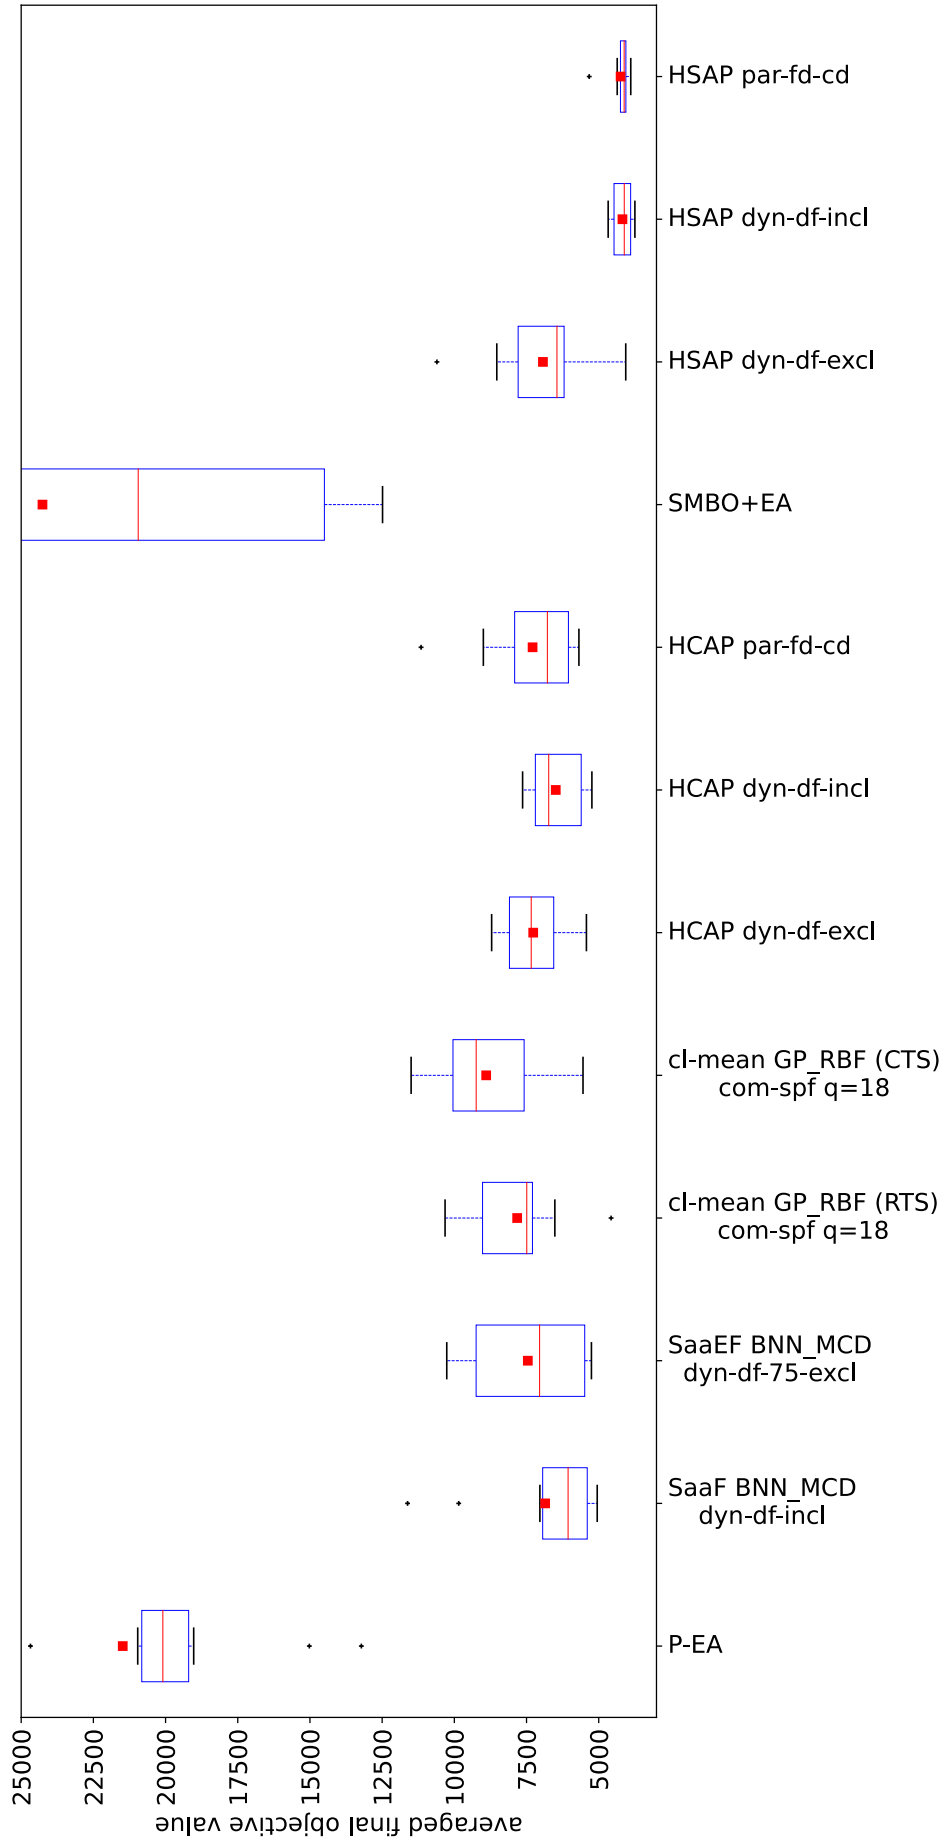 HSAP par-fd-cd
HSAP dyn-df-incl
HSAP dyn-df-excl
SMBO+EA
HCAP par-fd-cd
HCAP dyn-df-incl
HCAP dyn-df-excl
cl-mean GP_RBF (CTS)
com-spf q=18
cl-mean GP_RBF (RTS)
com-spf q=18
SaaEF BNN_MCD
dyn-df-75-excl
SaaF BNN_MCD
dyn-df-incl
P-EA
25000
22500
20000
17500
15000
12500
10000
7500
5000
averaged final objective value